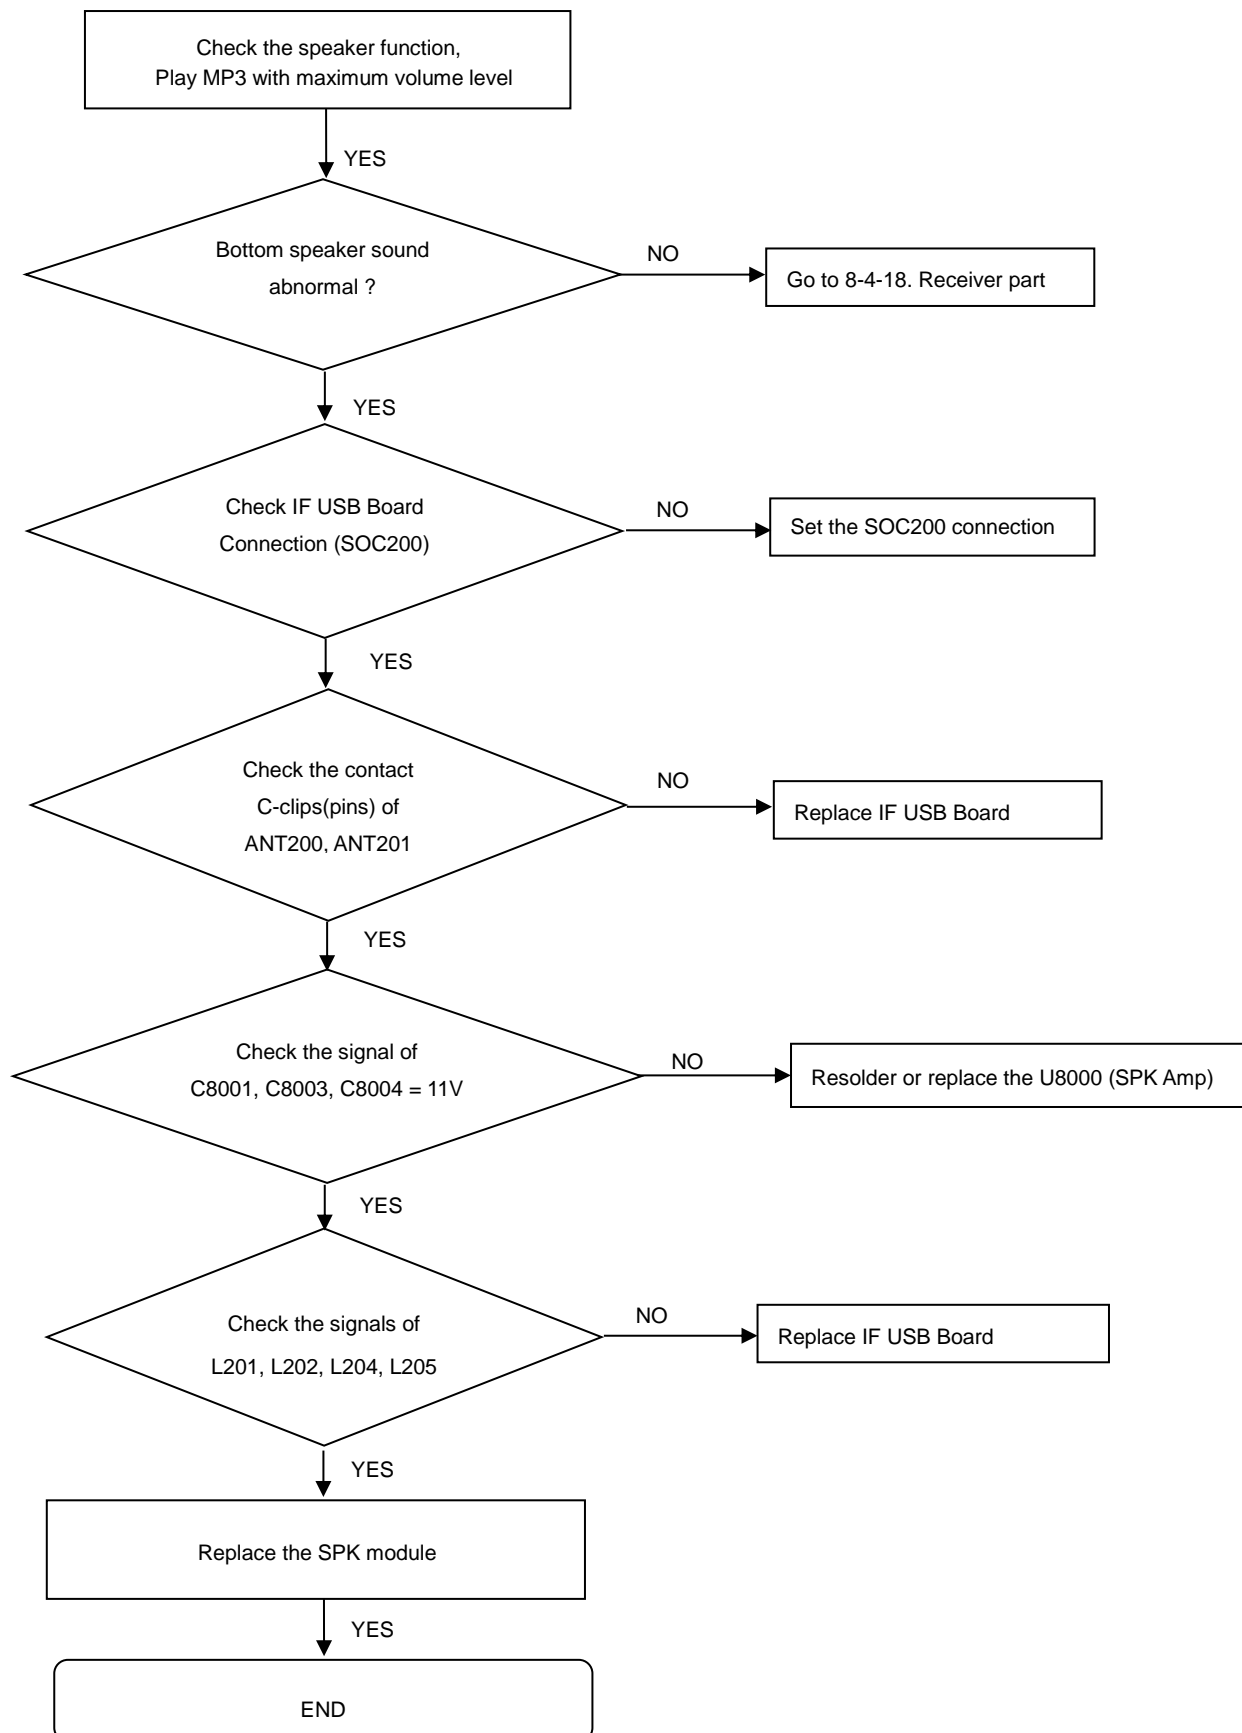 Check the speaker function,
Play MP3 with maximum volume level
YES
Bottom speaker sound
abnormal ?
NO
Go to 8-4-18. Receiver part
YES
Check IF USB Board
Connection (SOC200)
NO
Set the SOC200 connection
YES
Check the contact
C-clips(pins) of
ANT200, ANT201
NO
Replace IF USB Board
YES
Check the signal of
C8001, C8003, C8004 = 11V
NO
Resolder or replace the U8000 (SPK Amp)
YES
Check the signals of
L201, L202, L204, L205
NO
Replace IF USB Board
YES
Replace the SPK module
YES
END